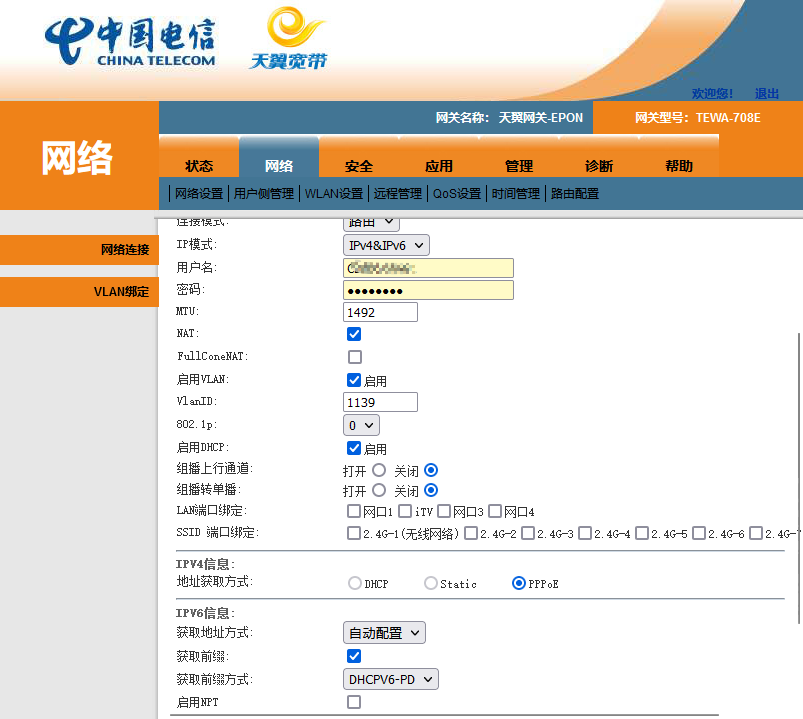 中国电信
CHINA TELECOM
天翼宽带
欢迎您! 退出
网关名称: 天翼网关-EPON 网关型号: TEWA-708E
网络
状态 网络 安全 应用 管理 诊断 帮助
网络设置 用户侧管理 WLAN设置 远程管理 QoS设置 时间管理 路由配置
网络连接
VLAN绑定
连接模式: 路由
IP模式: IPv4&IPv6
用户名:
密码: ●●●●●●●●
MTU: 1492
NAT:
FullConeNAT:
启用VLAN: 启用
VlanID: 1139
802.1p: 0
启用DHCP: 启用
组播上行通道: 打开 关闭
组播转单播: 打开 关闭
LAN端口绑定: 网口1 iTV 网口3 网口4
SSID 端口绑定: 2.4G-1(无线网络) 2.4G-2 2.4G-3 2.4G-4 2.4G-5 2.4G-6 2.4G-7
IPV4信息:
地址获取方式: DHCP Static PPPoE
IPV6信息:
获取地址方式: 自动配置
获取前缀:
获取前缀方式: DHCPV6-PD
启用NPT